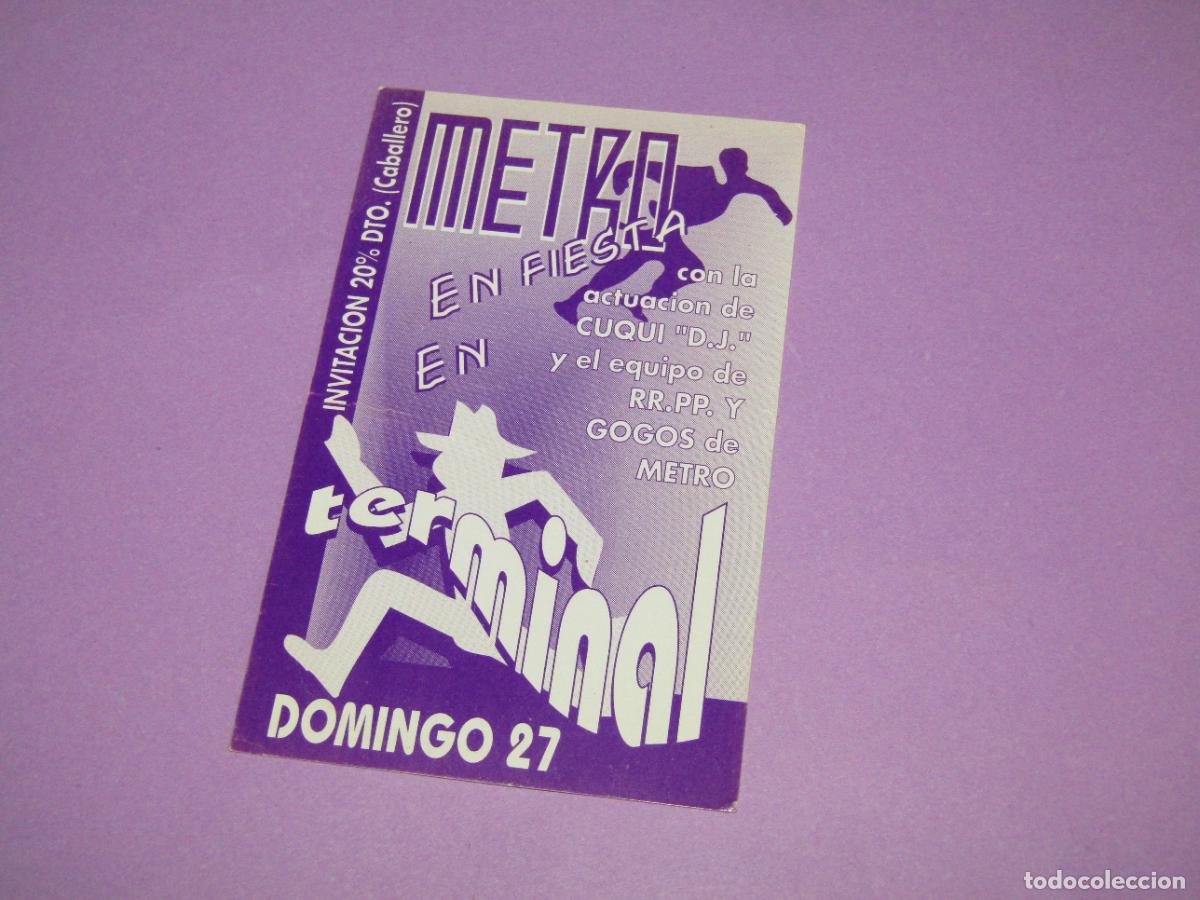 INVITACION 20% DTO. (Caballero)
METRO
EN FIESTA
con la
actuacion de
CUQUI "D.J."
EN
y el equipo de
RR.PP. Y
GOGOS de
METRO
terminal
DOMINGO 27
todocoleccion